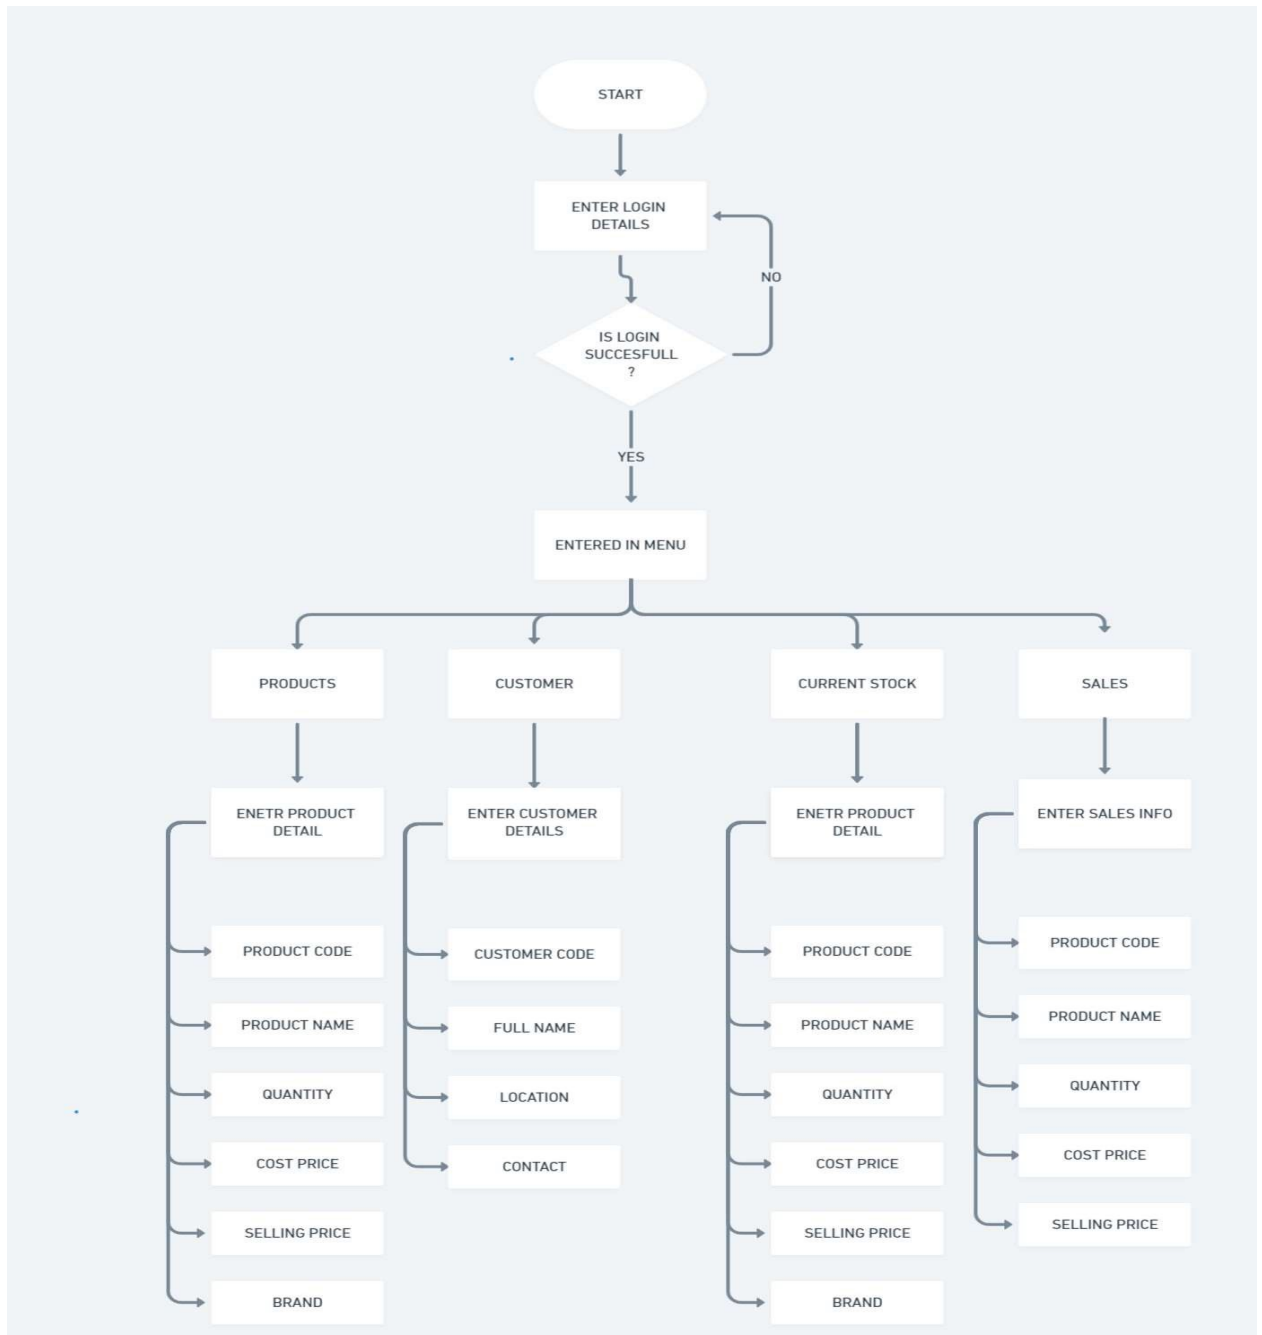 START
ENTER LOGIN
DETAILS
NO
IS LOGIN
SUCCESFULL
?
YES
ENTERED IN MENU
PRODUCTS
CUSTOMER
CURRENT STOCK
SALES
ENETR PRODUCT
DETAIL
ENTER CUSTOMER
DETAILS
ENETR PRODUCT
DETAIL
ENTER SALES INFO
PRODUCT CODE
PRODUCT NAME
QUANTITY
COST PRICE
SELLING PRICE
BRAND
CUSTOMER CODE
FULL NAME
LOCATION
CONTACT
PRODUCT CODE
PRODUCT NAME
QUANTITY
COST PRICE
SELLING PRICE
BRAND
PRODUCT CODE
PRODUCT NAME
QUANTITY
COST PRICE
SELLING PRICE